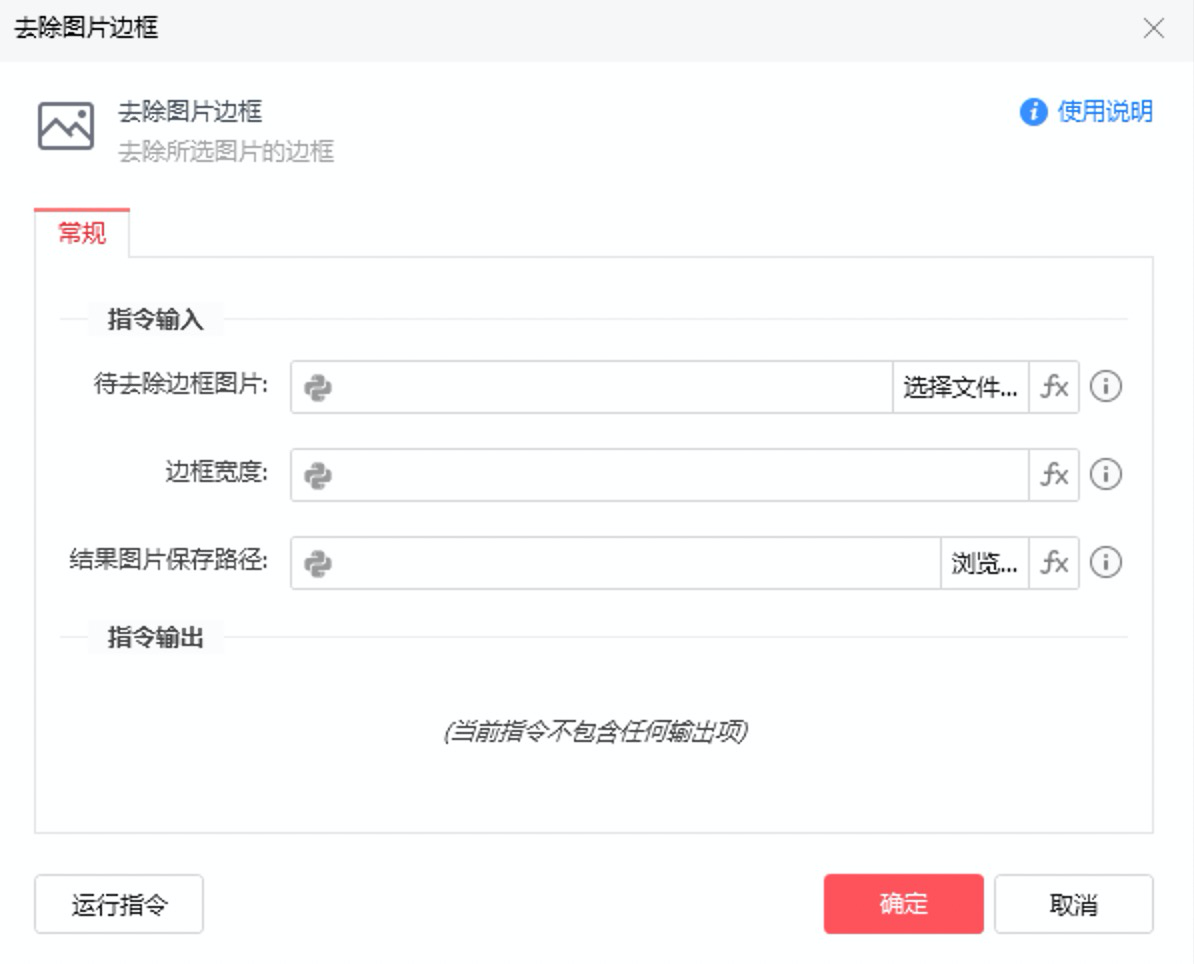 去除图片边框
去除图片边框
使用说明
去除所选图片的边框
常规
指令输入
待去除边框图片: 选择文件... fx
边框宽度: fx
结果图片保存路径: 浏览... fx
指令输出
(当前指令不包含任何输出项)
运行指令 确定 取消